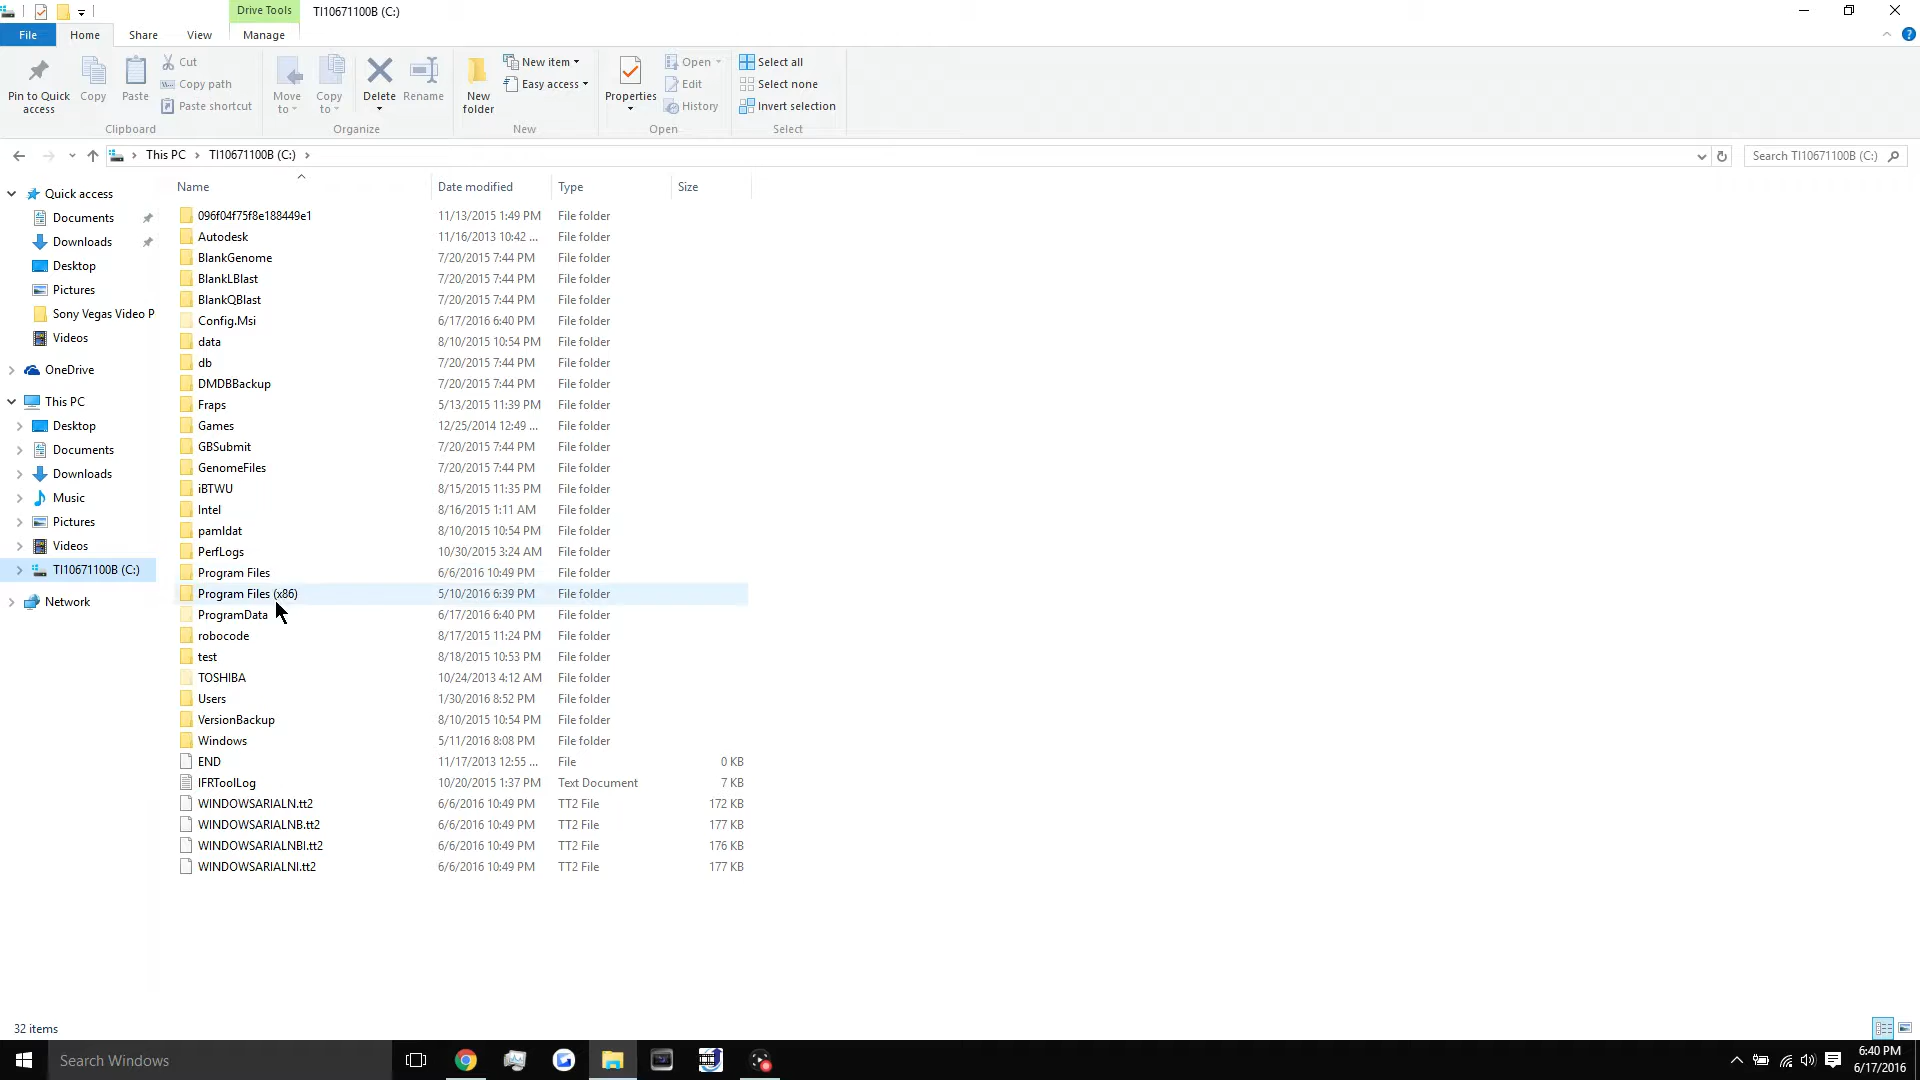 Drive Tools TI10671100B (C:)
File Home Share View Manage
Pin to Quick access
Copy
Paste
Cut
Copy path
Paste shortcut
Clipboard
Move to
Copy to
Delete
Rename
Organize
New folder
New item
Easy access
New
Properties
Open
Edit
History
Open
Select all
Select none
Invert selection
Select
This PC TI10671100B (C:)
Search TI10671100B (C:)
Quick access
Documents
Downloads
Desktop
Pictures
Sony Vegas Video P
Videos
OneDrive
This PC
Desktop
Documents
Downloads
Music
Pictures
Videos
TI10671100B (C:)
Network
Name Date modified Type Size
096f04f75f8e188449e1 11/13/2015 1:49 PM File folder
Autodesk 11/16/2013 10:42 ... File folder
BlankGenome 7/20/2015 7:44 PM File folder
BlankLBlast 7/20/2015 7:44 PM File folder
BlankQBlast 7/20/2015 7:44 PM File folder
Config.Msi 6/17/2016 6:40 PM File folder
data 8/10/2015 10:54 PM File folder
db 7/20/2015 7:44 PM File folder
DMDBBackup 7/20/2015 7:44 PM File folder
Fraps 5/13/2015 11:39 PM File folder
Games 12/25/2014 12:49 ... File folder
GBSubmit 7/20/2015 7:44 PM File folder
GenomeFiles 7/20/2015 7:44 PM File folder
iBTWU 8/15/2015 11:35 PM File folder
Intel 8/16/2015 1:11 AM File folder
pamldat 8/10/2015 10:54 PM File folder
PerfLogs 10/30/2015 3:24 AM File folder
Program Files 6/6/2016 10:49 PM File folder
Program Files (x86) 5/10/2016 6:39 PM File folder
ProgramData 6/17/2016 6:40 PM File folder
robocode 8/17/2015 11:24 PM File folder
test 8/18/2015 10:53 PM File folder
TOSHIBA 10/24/2013 4:12 AM File folder
Users 1/30/2016 8:52 PM File folder
VersionBackup 8/10/2015 10:54 PM File folder
Windows 5/11/2016 8:08 PM File folder
END 11/17/2013 12:55 ... File 0 KB
IFRToolLog 10/20/2015 1:37 PM Text Document 7 KB
WINDOWSARIALN.tt2 6/6/2016 10:49 PM TT2 File 172 KB
WINDOWSARIALNB.tt2 6/6/2016 10:49 PM TT2 File 177 KB
WINDOWSARIALNBI.tt2 6/6/2016 10:49 PM TT2 File 176 KB
WINDOWSARIALNI.tt2 6/6/2016 10:49 PM TT2 File 177 KB
32 items
Search Windows
6:40 PM
6/17/2016